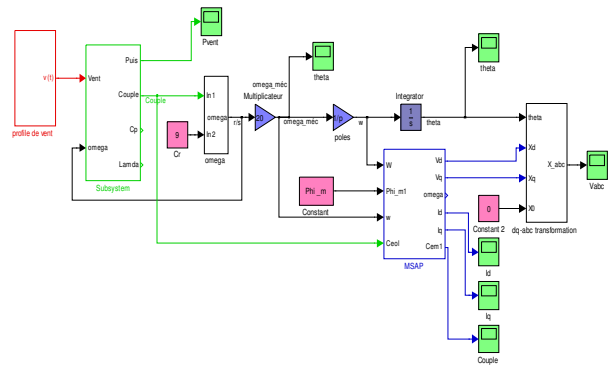 v(t)
profile de vent
Vent
omega
Puis
Couple
Cp
Lamda
Subsystem
Pvent
Couple
9
Cr
In1
In2
omega
omega
r/s
omega_méc
Multiplicateur
20
theta
omega_méc
1/p
poles
w
Integrator
1
s
theta
theta
Phi_m
Constant
W
Phi_m1
w
Ceol
Vd
Vq
omega
Id
Iq
Cem1
MSAP
0
Constant 2
theta
Xd
Xq
X0
X_abc
dq-abc transformation
Vabc
Id
Iq
Couple